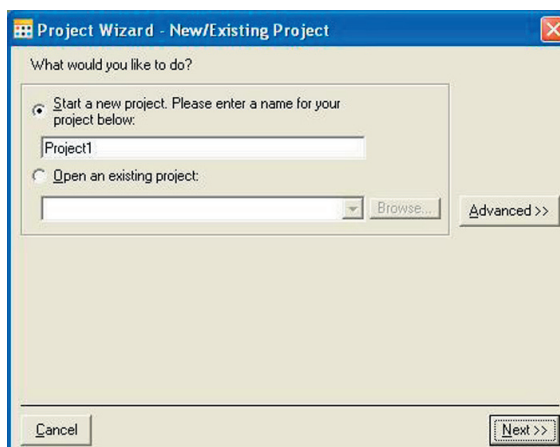 Project Wizard - New/Existing Project
What would you like to do?
Start a new project. Please enter a name for your
project below:
Project1
Open an existing project:
Browse...
Advanced >>
Cancel
Next >>